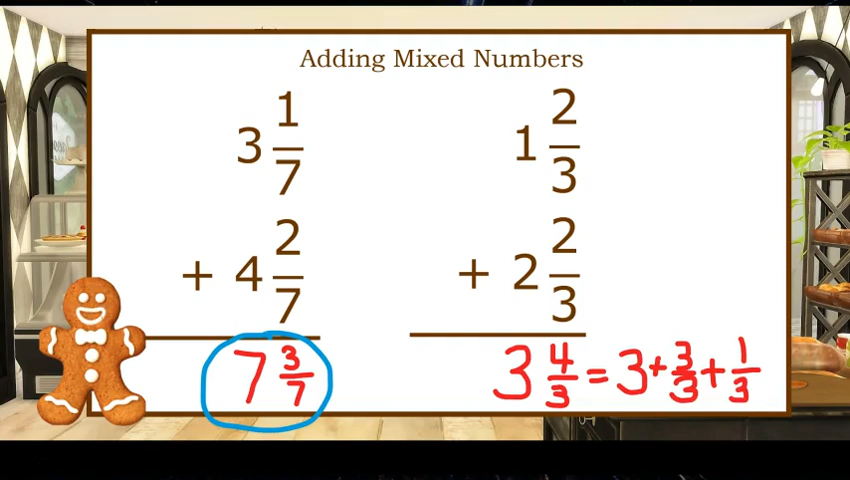 Adding Mixed Numbers
3 1/7
+ 4 2/7
7 3/7
1 2/3
+ 2 2/3
3 4/3 = 3 + 3/3 + 1/3